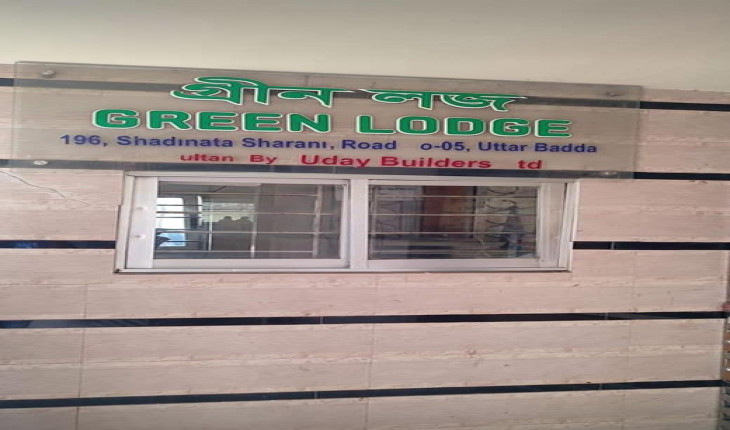 গ্রীন লজ
GREEN LODGE
196, Shadinata Sharani, Road o-05, Uttar Badda
ultan By Uday Builders td